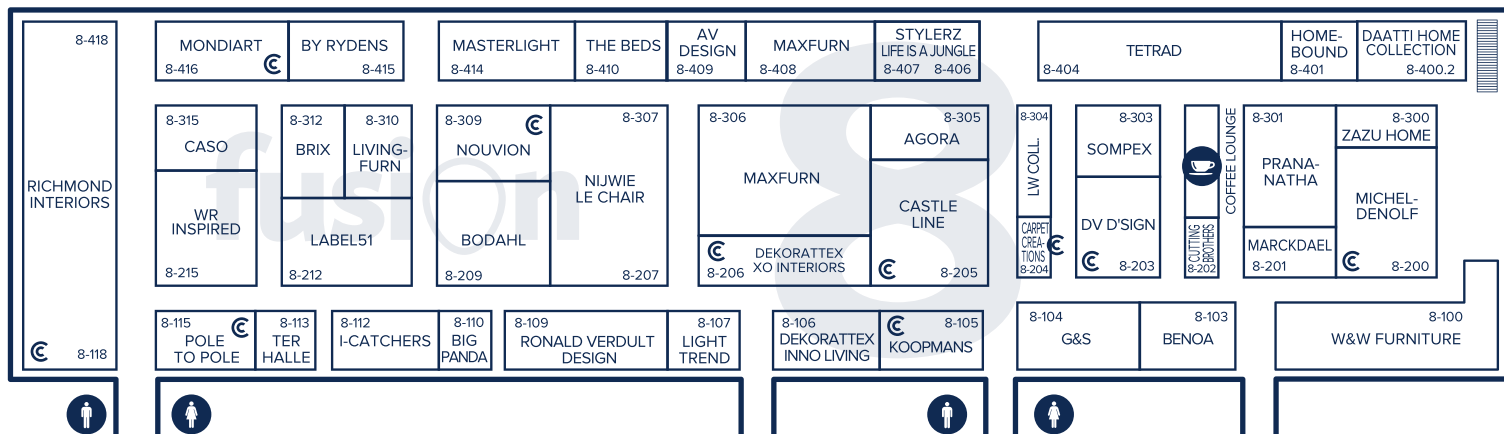 8-418
RICHMOND
INTERIORS
8-118
MONDIART
8-416
BY RYDENS
8-415
MASTERLIGHT
8-414
THE BEDS
8-410
AV
DESIGN
8-409
MAXFURN
8-408
STYLERZ
LIFE IS A JUNGLE
8-407 8-406
TETRAD
8-404
HOME-
BOUND
8-401
DAATTI HOME
COLLECTION
8-400.2
8-315
CASO
WR
INSPIRED
8-215
8-312
BRIX
8-310
LIVING-
FURN
LABEL51
8-212
8-309
NOUVION
BODAHL
8-209
8-307
NIJWIE
LE CHAIR
8-207
8-306
MAXFURN
8-305
AGORA
CASTLE
LINE
8-205
DEKORATTEX
XO INTERIORS
8-206
8-304
LW COLL.
CARPET
CREA-
TIONS
8-204
8-303
SOMPEX
DV D'SIGN
8-203
COFFEE LOUNGE
CUTTING
BROTHERS
8-202
8-301
PRANA-
NATHA
MARCKDAEL
8-201
8-300
ZAZU HOME
MICHEL-
DENOLF
8-200
fusion
8
8-115
POLE
TO POLE
8-113
TER
HALLE
8-112
I-CATCHERS
8-110
BIG
PANDA
8-109
RONALD VERDULT
DESIGN
8-107
LIGHT
TREND
8-106
DEKORATTEX
INNO LIVING
8-105
KOOPMANS
8-104
G&S
8-103
BENOA
8-100
W&W FURNITURE